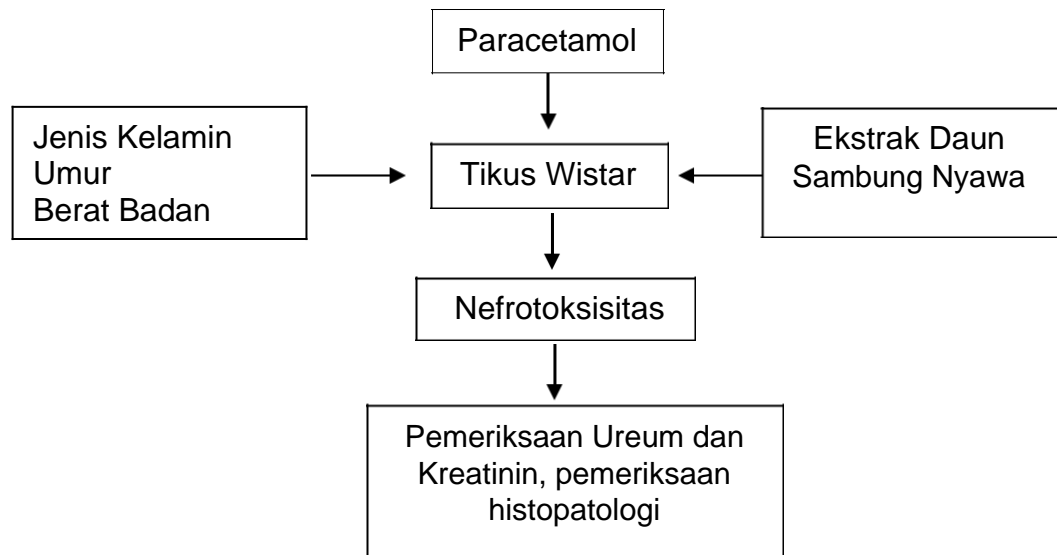 Paracetamol
Jenis Kelamin
Umur
Berat Badan
Tikus Wistar
Ekstrak Daun
Sambung Nyawa
Nefrotoksisitas
Pemeriksaan Ureum dan
Kreatinin, pemeriksaan
histopatologi